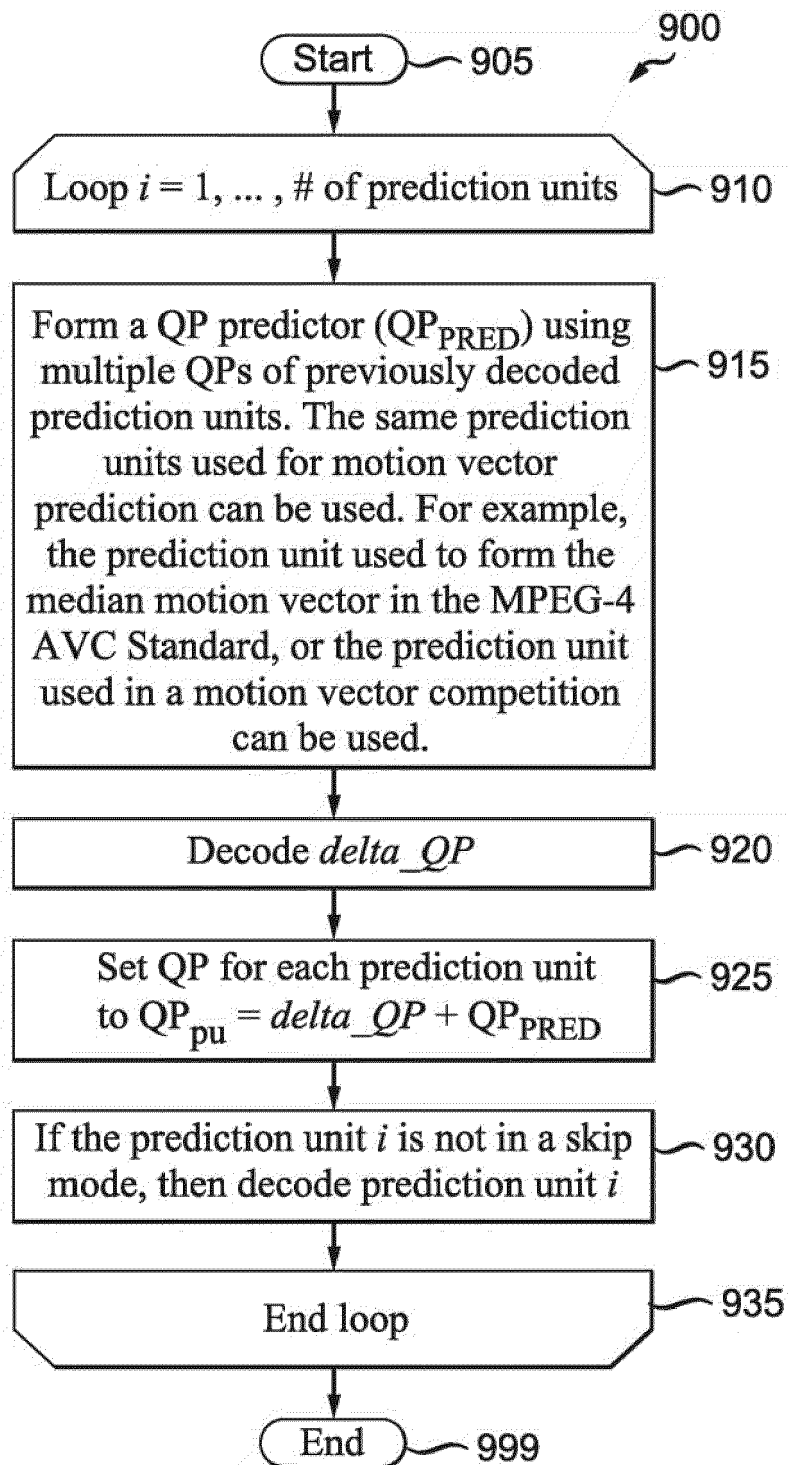 900
Start 905
Loop i = 1, ... , # of prediction units 910
Form a QP predictor (QPPRED) using
multiple QPs of previously decoded 915
prediction units. The same prediction
units used for motion vector
prediction can be used. For example,
the prediction unit used to form the
median motion vector in the MPEG-4
AVC Standard, or the prediction unit
used in a motion vector competition
can be used.
Decode delta_QP 920
Set QP for each prediction unit 925
to QPpu = delta_QP + QPPRED
If the prediction unit i is not in a skip 930
mode, then decode prediction unit i
End loop 935
End 999